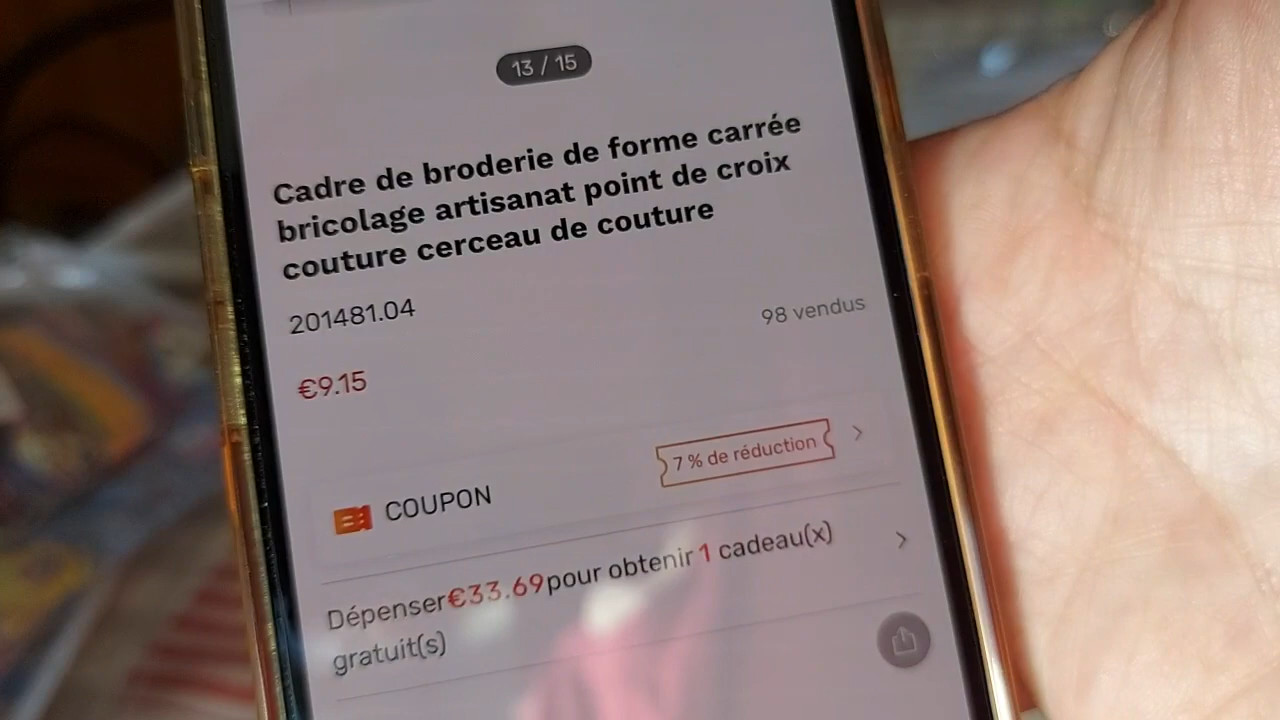 13 / 15
Cadre de broderie de forme carrée
bricolage artisanat point de croix
couture cerceau de couture
201481.04
98 vendus
€9.15
7 % de réduction
COUPON
Dépenser€33.69pour obtenir 1 cadeau(x)
gratuit(s)